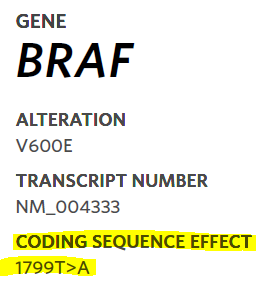 GENE
BRAF
ALTERATION
V600E
TRANSCRIPT NUMBER
NM_004333
CODING SEQUENCE EFFECT
1799T>A